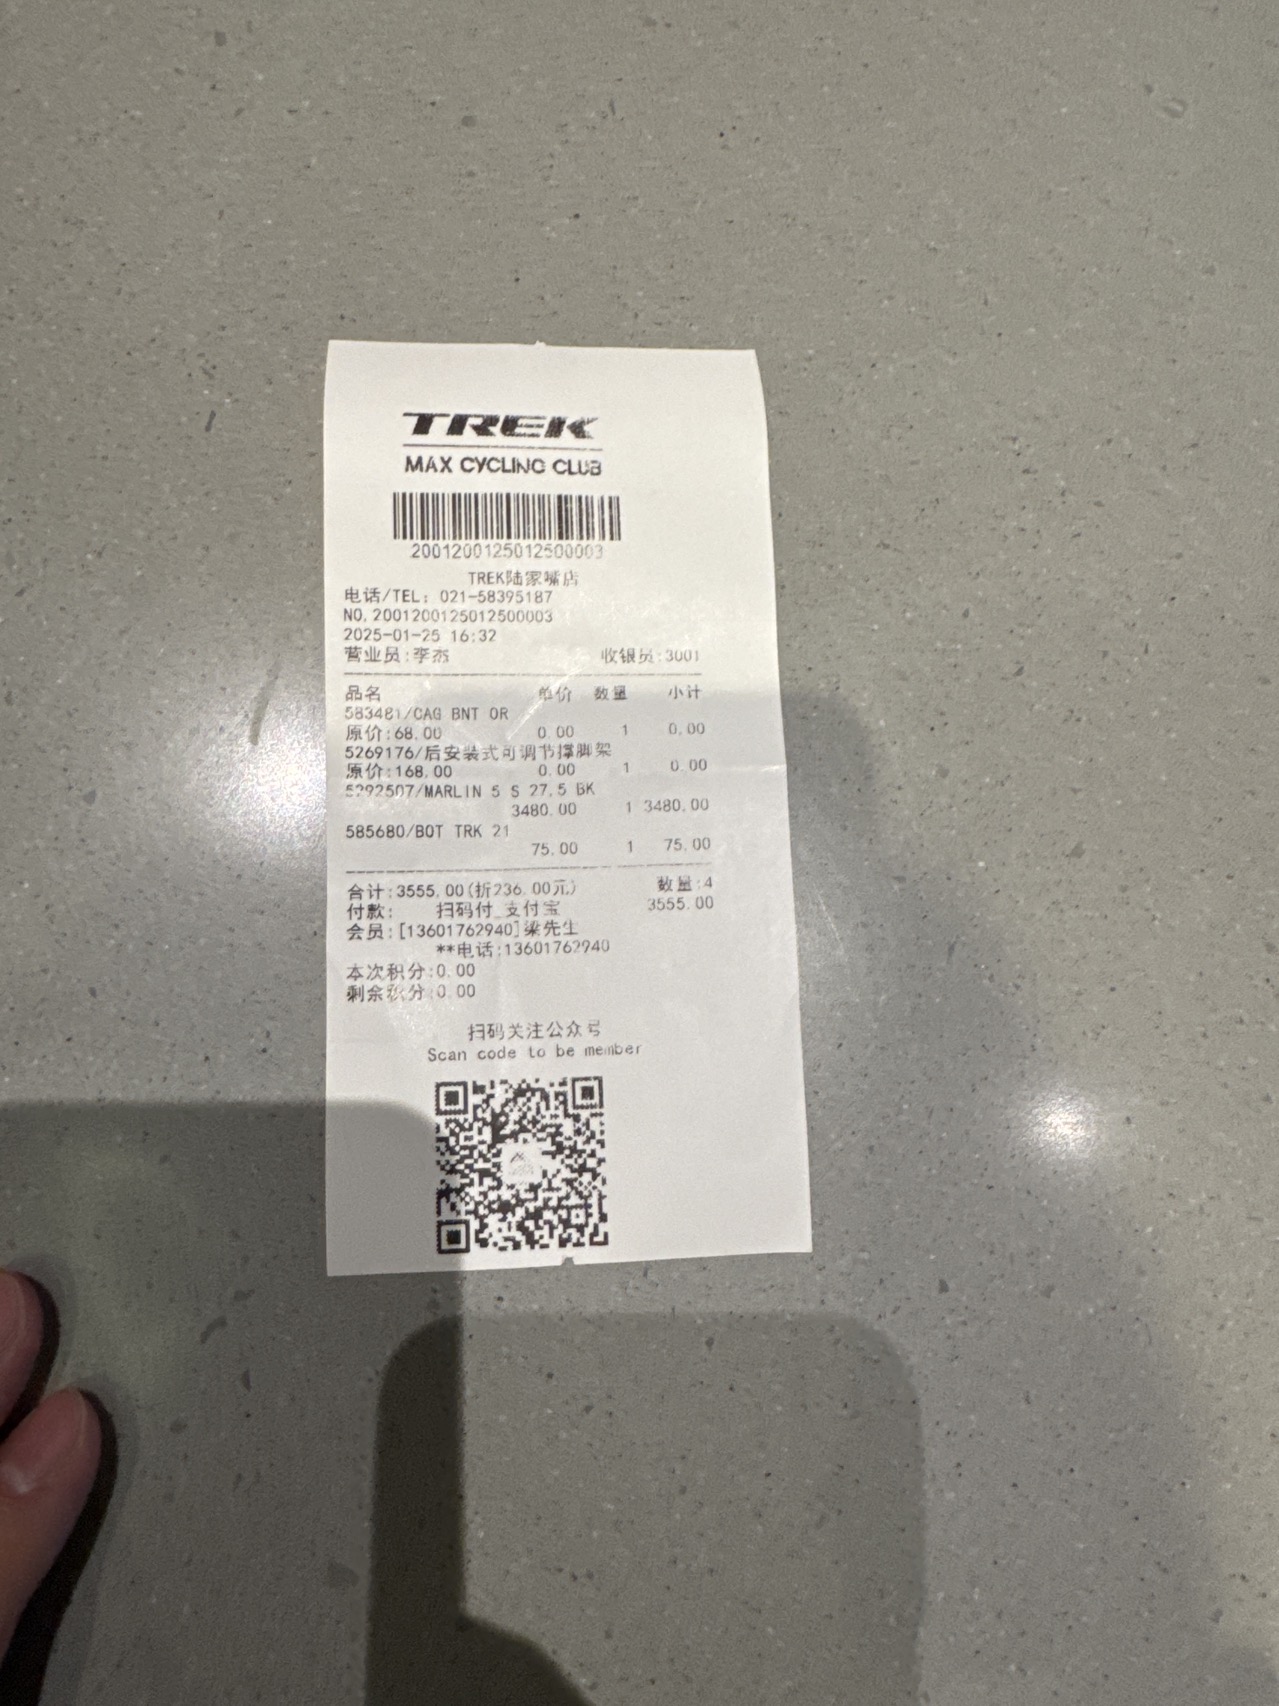 TREK
MAX CYCLING CLUB
2001200125012500003
TREK陆家嘴店
电话/TEL: 021-58395187
NO.2001200125012500003
2025-01-25 16:32
营业员:李杰 收银员:3001
品名 单价 数量 小计
583481/CAG BNT OR
原价:68.00 0.00 1 0.00
5269176/后安装式可调节撑脚架
原价:168.00 0.00 1 0.00
5292507/MARLIN 5 S 27.5 BK
3480.00 1 3480.00
585680/BOT TRK 21
75.00 1 75.00
合计:3555.00(折236.00元) 数量:4
付款: 扫码付_支付宝 3555.00
会员:[13601762940]梁先生
**电话:13601762940
本次积分:0.00
剩余积分:0.00
扫码关注公众号
Scan code to be member